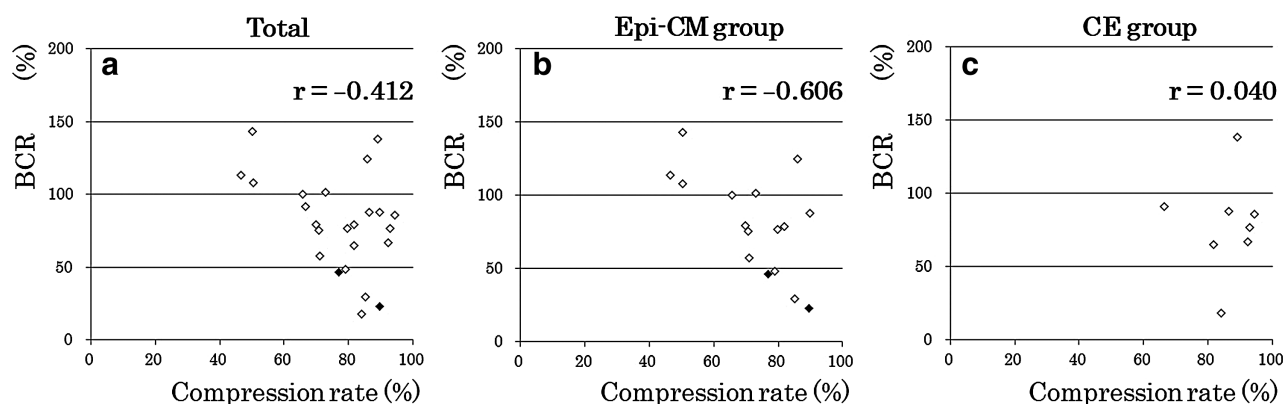 Total
(%)
a
r = −0.412
BCR
200
150
100
50
0
0 20 40 60 80 100
Compression rate (%)
Epi-CM group
(%)
b
r = −0.606
BCR
200
150
100
50
0
0 20 40 60 80 100
Compression rate (%)
CE group
(%)
c
r = 0.040
BCR
200
150
100
50
0
0 20 40 60 80 100
Compression rate (%)